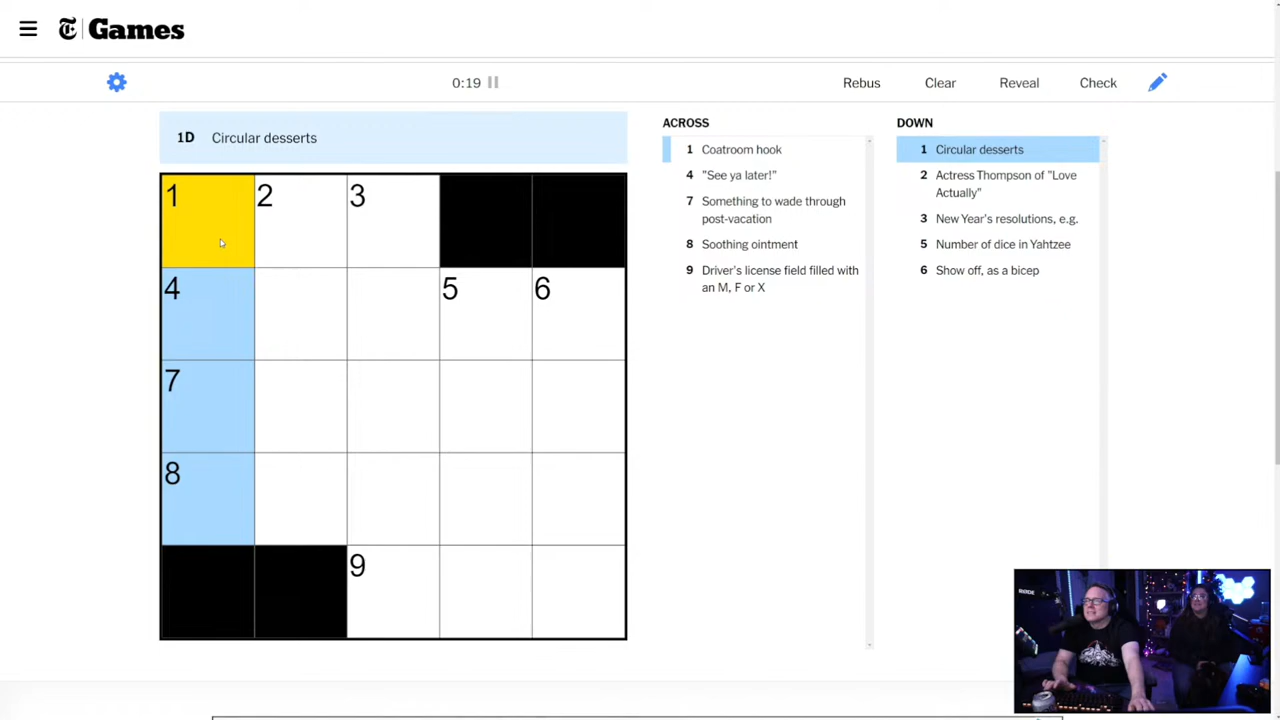 Games
0:19
Rebus
Clear
Reveal
Check
1D Circular desserts
1
2
3
4
5
6
7
8
9
ACROSS
1 Coatroom hook
4 "See ya later!"
7 Something to wade through
post-vacation
8 Soothing ointment
9 Driver's license field filled with
an M, F or X
DOWN
1 Circular desserts
2 Actress Thompson of "Love
Actually"
3 New Year's resolutions, e.g.
5 Number of dice in Yahtzee
6 Show off, as a bicep